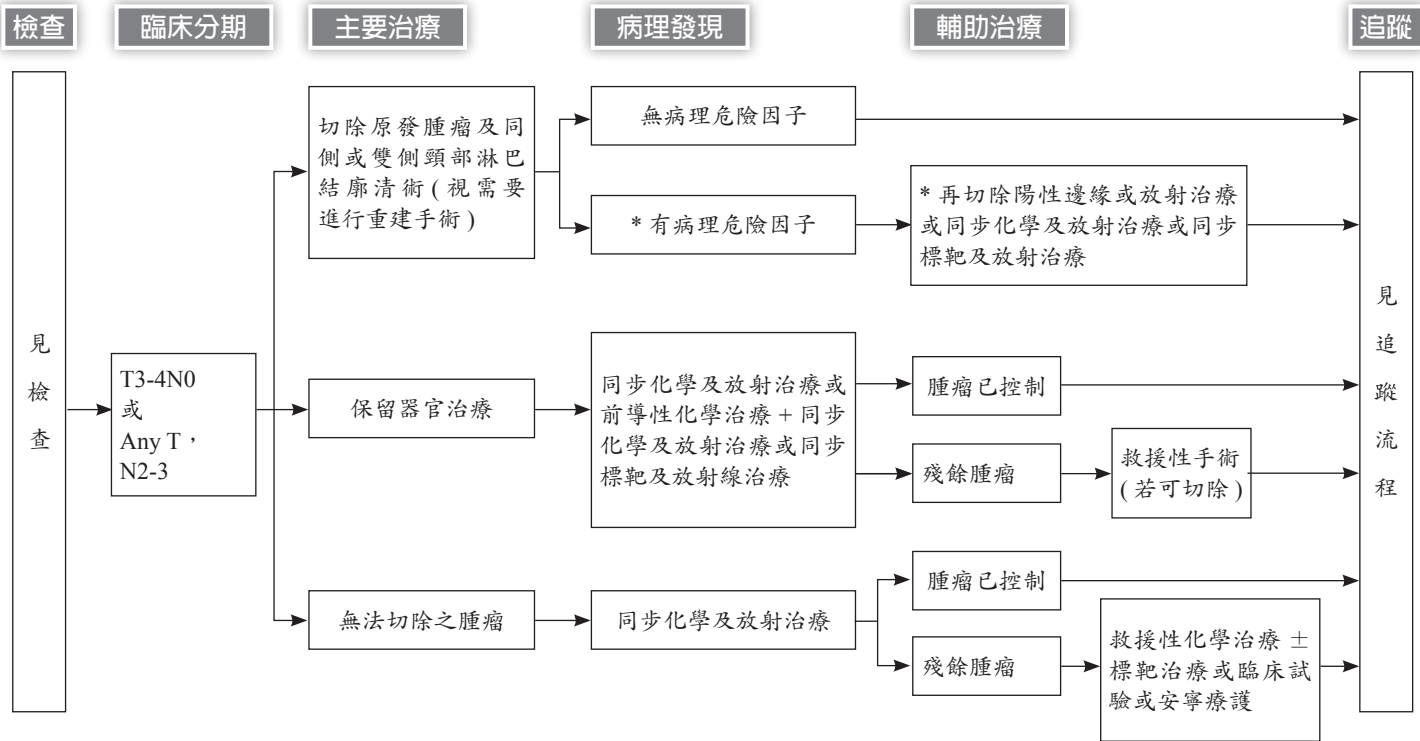 檢查
臨床分期
主要治療
病理發現
輔助治療
追蹤
見檢查
T3-4N0
或
Any T，
N2-3
切除原發腫瘤及同
側或雙側頸部淋巴
結廓清術(視需要
進行重建手術)
無病理危險因子
*有病理危險因子
*再切除陽性邊緣或放射治療
或同步化學及放射治療或同步
標靶及放射治療
保留器官治療
同步化學及放射治療或
前導性化學治療+同步
化學及放射治療或同步
標靶及放射線治療
腫瘤已控制
殘餘腫瘤
救援性手術
(若可切除)
無法切除之腫瘤
同步化學及放射治療
腫瘤已控制
殘餘腫瘤
救援性化學治療±
標靶治療或臨床試
驗或安寧療護
見追蹤流程